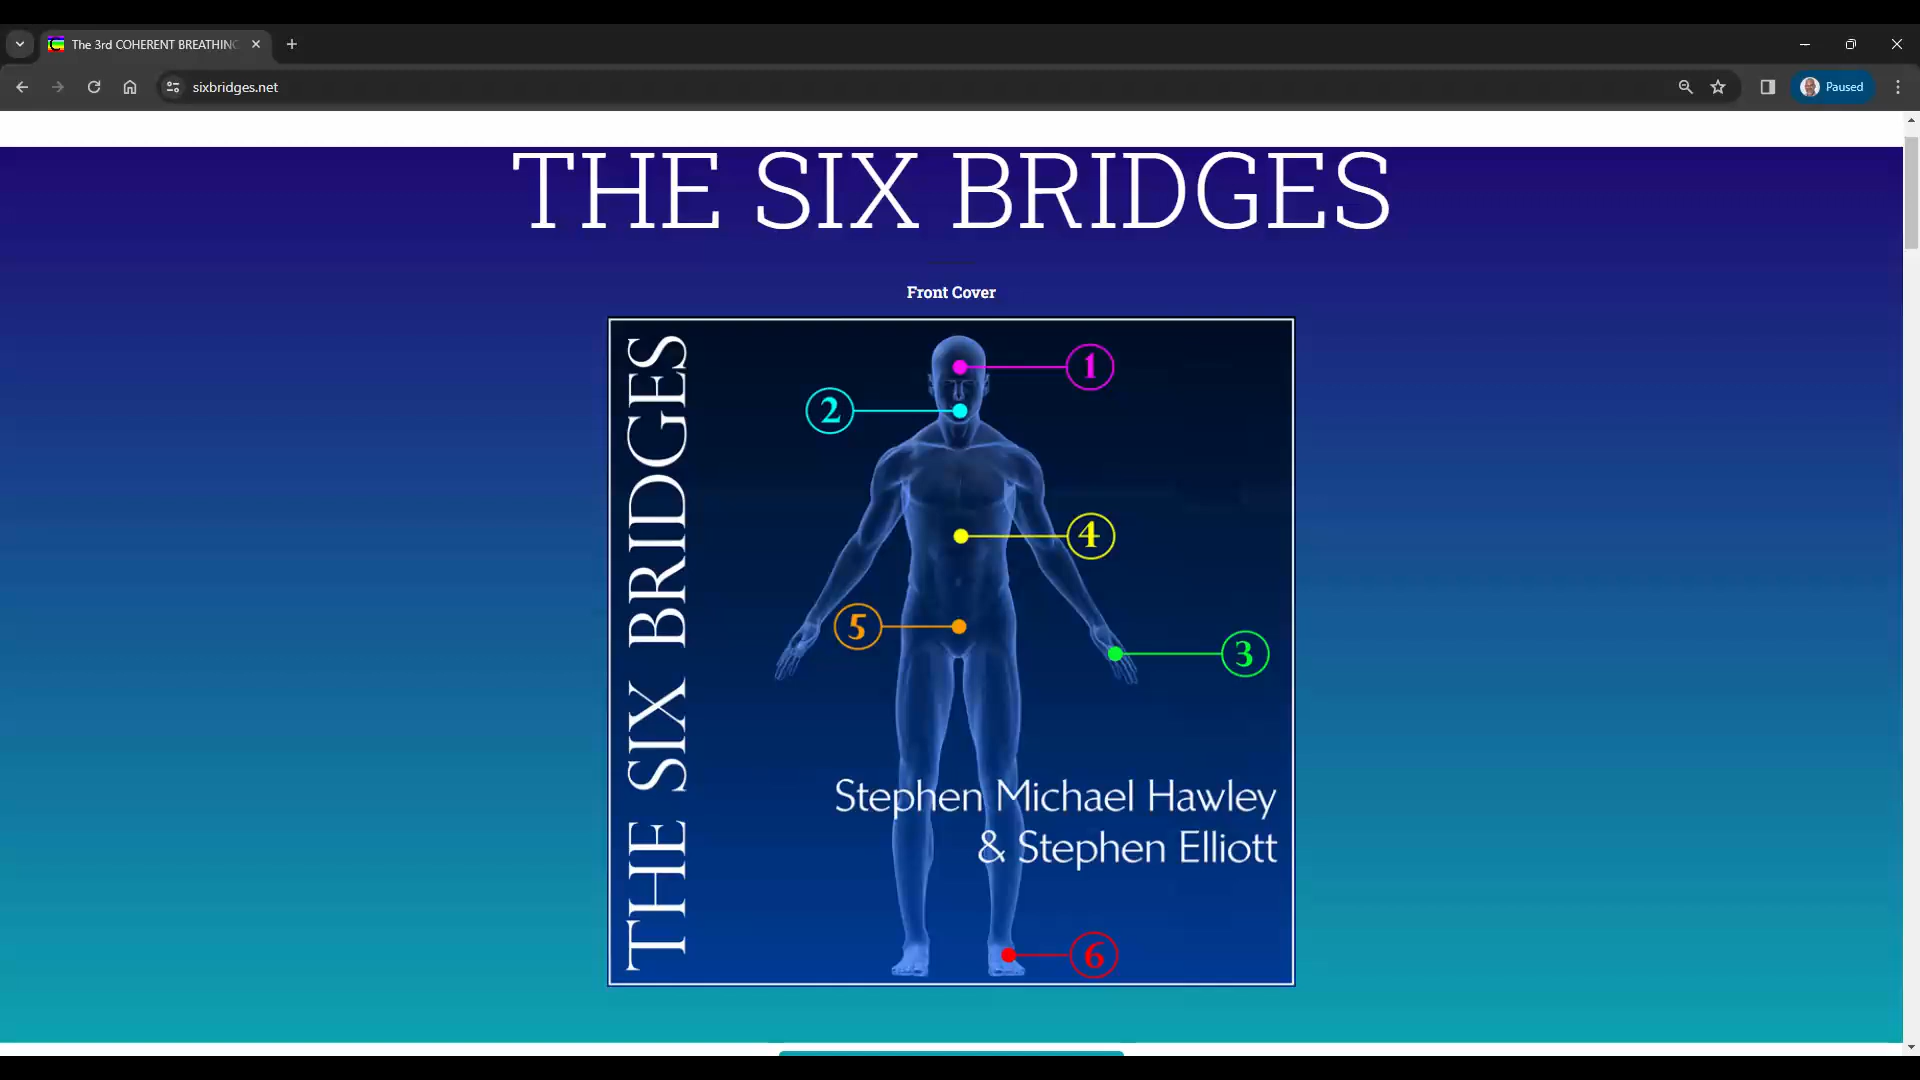 The 3rd COHERENT BREATHING
sixbridges.net
Paused
THE SIX BRIDGES
Front Cover
THE SIX BRIDGES
1
2
4
5
3
Stephen Michael Hawley
& Stephen Elliott
6